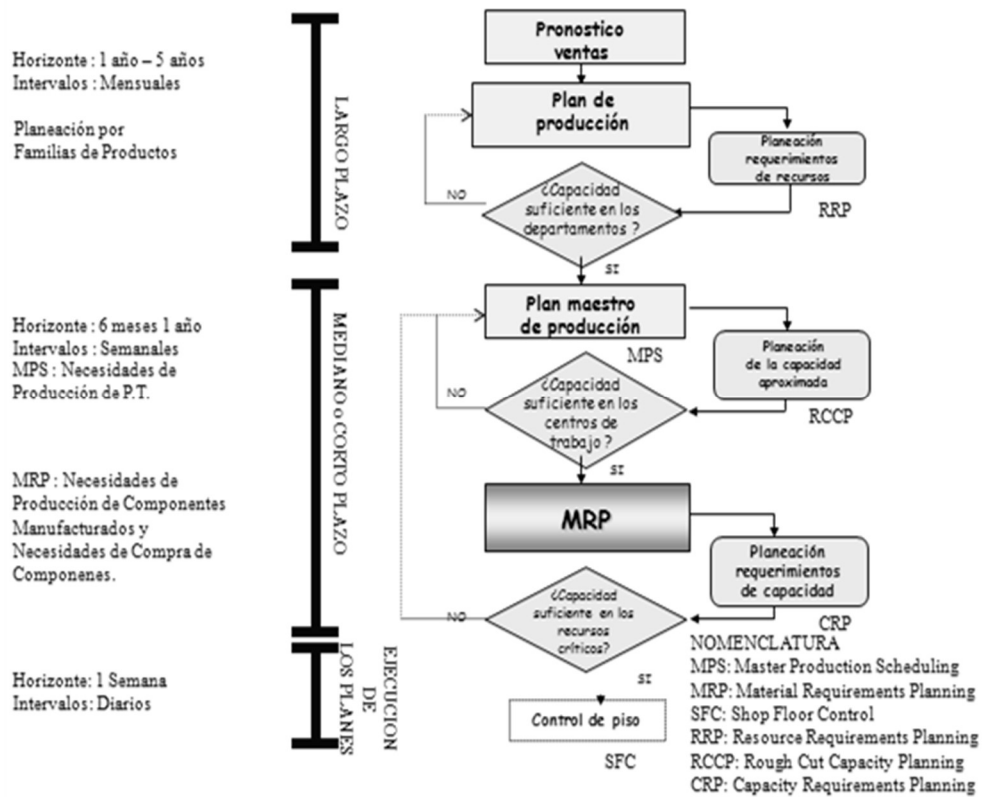 Horizonte : 1 año – 5 años
Intervalos : Mensuales
Planeación por
Familias de Productos
LARGO PLAZO
Pronostico
ventas
Plan de
producción
Planeación
requerimientos
de recursos
RRP
NO
¿Capacidad
suficiente en los
departamentos ?
SI
Horizonte : 6 meses 1 año
Intervalos : Semanales
MPS : Necesidades de
Producción de P.T.
MRP : Necesidades de
Producción de Componentes
Manufacturados y
Necesidades de Compra de
Componenes.
MEDIANO o CORTO PLAZO
Plan maestro
de producción
MPS
Planeación
de la capacidad
aproximada
RCCP
NO
¿Capacidad
suficiente en los
centros de
trabajo ?
SI
MRP
Planeación
requerimientos
de capacidad
CRP
NO
¿Capacidad
suficiente en los
recursos
críticos?
SI
Horizonte: 1 Semana
Intervalos: Diarios
EJECUCION
DE
LOS PLANES
Control de piso
SFC
NOMENCLATURA
MPS: Master Production Scheduling
MRP: Material Requirements Planning
SFC: Shop Floor Control
RRP: Resource Requirements Planning
RCCP: Rough Cut Capacity Planning
CRP: Capacity Requirements Planning